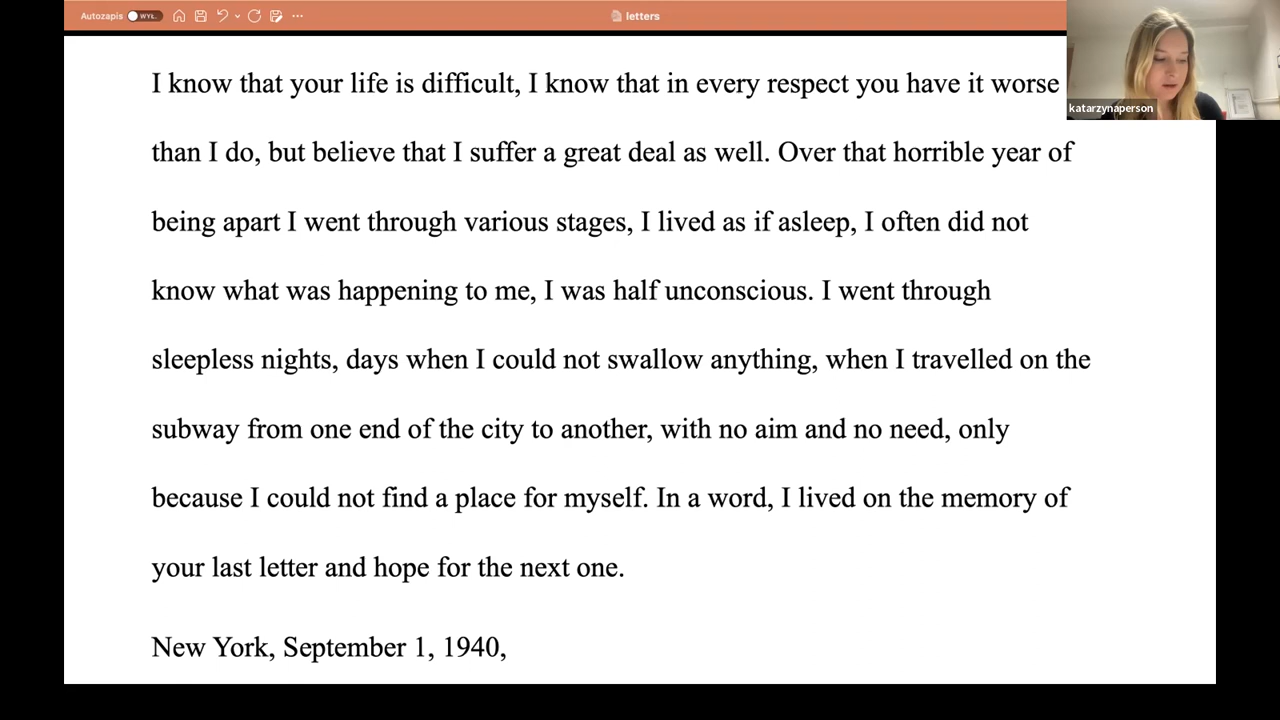 Autozapis WYŁ. letters
katarzynaperson
I know that your life is difficult, I know that in every respect you have it worse
than I do, but believe that I suffer a great deal as well. Over that horrible year of
being apart I went through various stages, I lived as if asleep, I often did not
know what was happening to me, I was half unconscious. I went through
sleepless nights, days when I could not swallow anything, when I travelled on the
subway from one end of the city to another, with no aim and no need, only
because I could not find a place for myself. In a word, I lived on the memory of
your last letter and hope for the next one.
New York, September 1, 1940,